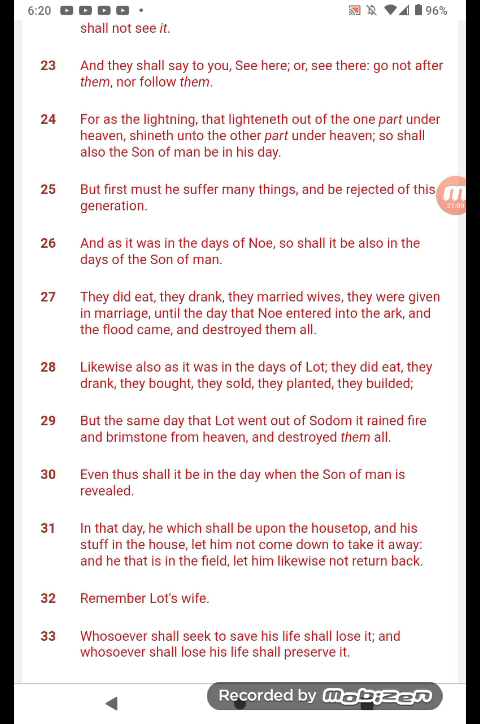 6:20
96%
shall not see it.
23 And they shall say to you, See here; or, see there: go not after
them, nor follow them.
24 For as the lightning, that lighteneth out of the one part under
heaven, shineth unto the other part under heaven; so shall
also the Son of man be in his day.
25 But first must he suffer many things, and be rejected of this
generation.
21:09
26 And as it was in the days of Noe, so shall it be also in the
days of the Son of man.
27 They did eat, they drank, they married wives, they were given
in marriage, until the day that Noe entered into the ark, and
the flood came, and destroyed them all.
28 Likewise also as it was in the days of Lot; they did eat, they
drank, they bought, they sold, they planted, they builded;
29 But the same day that Lot went out of Sodom it rained fire
and brimstone from heaven, and destroyed them all.
30 Even thus shall it be in the day when the Son of man is
revealed.
31 In that day, he which shall be upon the housetop, and his
stuff in the house, let him not come down to take it away:
and he that is in the field, let him likewise not return back.
32 Remember Lot's wife.
33 Whosoever shall seek to save his life shall lose it; and
whosoever shall lose his life shall preserve it.
Recorded by mobizen